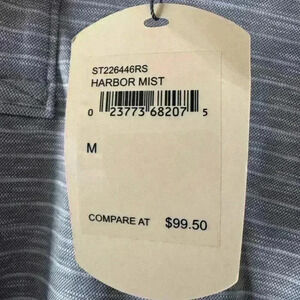 ST226446RS
HARBOR MIST
0 23773 68207 5
M
COMPARE AT $99.50